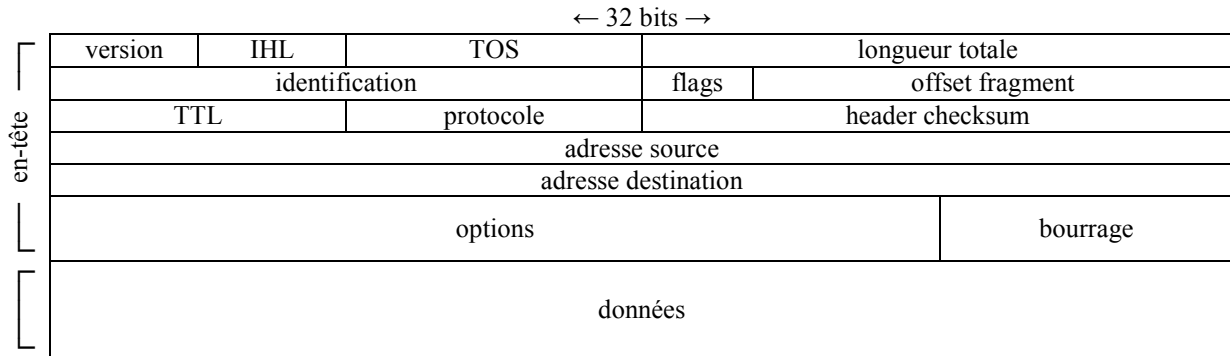 ← 32 bits →
version IHL TOS longueur totale
identification flags offset fragment
TTL protocole header checksum
adresse source
adresse destination
options bourrage
données
en-tête